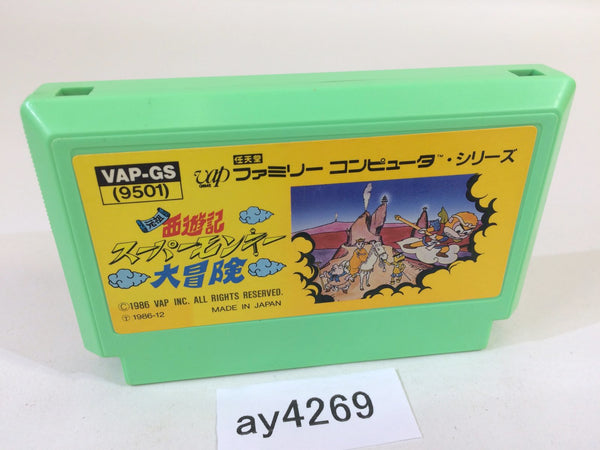 VAP-GS
(9501)
vap
任天堂
ファミリー コンピュータ™・シリーズ
元祖
西遊記
スーパーモンキー
大冒険
©1986 VAP INC. ALL RIGHTS RESERVED.
MADE IN JAPAN
Ⓣ 1986-12
ay4269